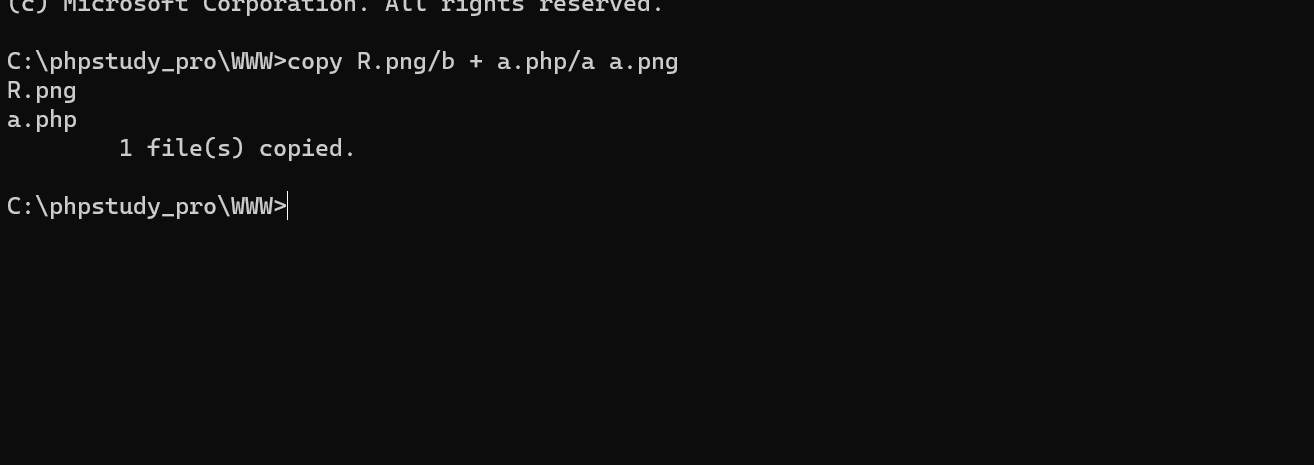 (c) Microsoft Corporation. All rights reserved.
C:\phpstudy_pro\WWW>copy R.png/b + a.php/a a.png
R.png
a.php
1 file(s) copied.
C:\phpstudy_pro\WWW>